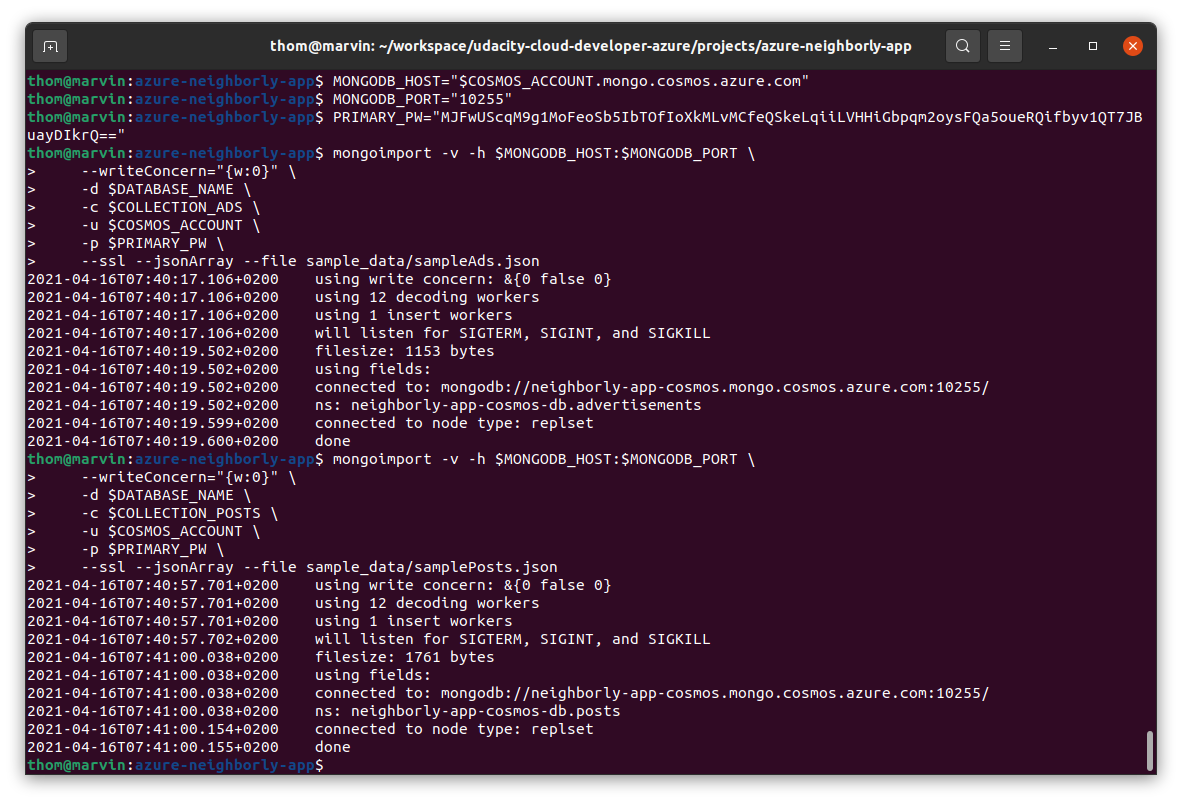 thom@marvin: ~/workspace/udacity-cloud-developer-azure/projects/azure-neighborly-app
thom@marvin:azure-neighborly-app$ MONGODB_HOST="$COSMOS_ACCOUNT.mongo.cosmos.azure.com"
thom@marvin:azure-neighborly-app$ MONGODB_PORT="10255"
thom@marvin:azure-neighborly-app$ PRIMARY_PW="MJFwUScqM9g1MoFeoSb5IbTOfIoXkMLvMCfeQSkeLqiiLVHHiGbpqm2oysFQa5oueRQifbyv1QT7JB
uayDIkrQ=="
thom@marvin:azure-neighborly-app$ mongoimport -v -h $MONGODB_HOST:$MONGODB_PORT \
>     --writeConcern="{w:0}" \
>     -d $DATABASE_NAME \
>     -c $COLLECTION_ADS \
>     -u $COSMOS_ACCOUNT \
>     -p $PRIMARY_PW \
>     --ssl --jsonArray --file sample_data/sampleAds.json
2021-04-16T07:40:17.106+0200    using write concern: &{0 false 0}
2021-04-16T07:40:17.106+0200    using 12 decoding workers
2021-04-16T07:40:17.106+0200    using 1 insert workers
2021-04-16T07:40:17.106+0200    will listen for SIGTERM, SIGINT, and SIGKILL
2021-04-16T07:40:19.502+0200    filesize: 1153 bytes
2021-04-16T07:40:19.502+0200    using fields:
2021-04-16T07:40:19.502+0200    connected to: mongodb://neighborly-app-cosmos.mongo.cosmos.azure.com:10255/
2021-04-16T07:40:19.502+0200    ns: neighborly-app-cosmos-db.advertisements
2021-04-16T07:40:19.599+0200    connected to node type: replset
2021-04-16T07:40:19.600+0200    done
thom@marvin:azure-neighborly-app$ mongoimport -v -h $MONGODB_HOST:$MONGODB_PORT \
>     --writeConcern="{w:0}" \
>     -d $DATABASE_NAME \
>     -c $COLLECTION_POSTS \
>     -u $COSMOS_ACCOUNT \
>     -p $PRIMARY_PW \
>     --ssl --jsonArray --file sample_data/samplePosts.json
2021-04-16T07:40:57.701+0200    using write concern: &{0 false 0}
2021-04-16T07:40:57.701+0200    using 12 decoding workers
2021-04-16T07:40:57.701+0200    using 1 insert workers
2021-04-16T07:40:57.702+0200    will listen for SIGTERM, SIGINT, and SIGKILL
2021-04-16T07:41:00.038+0200    filesize: 1761 bytes
2021-04-16T07:41:00.038+0200    using fields:
2021-04-16T07:41:00.038+0200    connected to: mongodb://neighborly-app-cosmos.mongo.cosmos.azure.com:10255/
2021-04-16T07:41:00.038+0200    ns: neighborly-app-cosmos-db.posts
2021-04-16T07:41:00.154+0200    connected to node type: replset
2021-04-16T07:41:00.155+0200    done
thom@marvin:azure-neighborly-app$